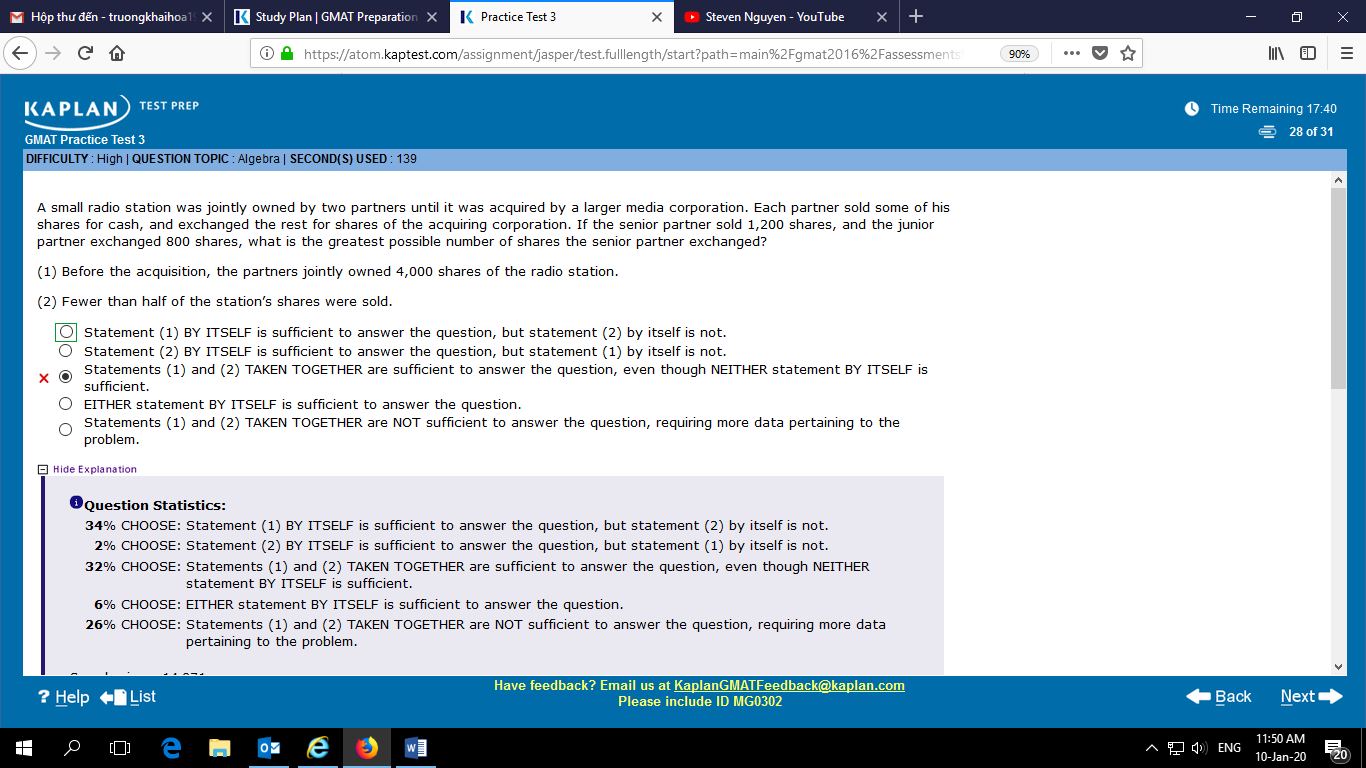 Hộp thư đến - truongkhaihoa1
Study Plan | GMAT Preparation
Practice Test 3
Steven Nguyen - YouTube
https://atom.kaptest.com/assignment/jasper/test.fulllength/start?path=main%2Fgmat2016%2Fassessments
90%
KAPLAN TEST PREP
Time Remaining 17:40
GMAT Practice Test 3
28 of 31
DIFFICULTY : High | QUESTION TOPIC : Algebra | SECOND(S) USED : 139
A small radio station was jointly owned by two partners until it was acquired by a larger media corporation. Each partner sold some of his
shares for cash, and exchanged the rest for shares of the acquiring corporation. If the senior partner sold 1,200 shares, and the junior
partner exchanged 800 shares, what is the greatest possible number of shares the senior partner exchanged?
(1) Before the acquisition, the partners jointly owned 4,000 shares of the radio station.
(2) Fewer than half of the station’s shares were sold.
Statement (1) BY ITSELF is sufficient to answer the question, but statement (2) by itself is not.
Statement (2) BY ITSELF is sufficient to answer the question, but statement (1) by itself is not.
Statements (1) and (2) TAKEN TOGETHER are sufficient to answer the question, even though NEITHER statement BY ITSELF is
sufficient.
EITHER statement BY ITSELF is sufficient to answer the question.
Statements (1) and (2) TAKEN TOGETHER are NOT sufficient to answer the question, requiring more data pertaining to the
problem.
Hide Explanation
Question Statistics:
34% CHOOSE: Statement (1) BY ITSELF is sufficient to answer the question, but statement (2) by itself is not.
2% CHOOSE: Statement (2) BY ITSELF is sufficient to answer the question, but statement (1) by itself is not.
32% CHOOSE: Statements (1) and (2) TAKEN TOGETHER are sufficient to answer the question, even though NEITHER
statement BY ITSELF is sufficient.
6% CHOOSE: EITHER statement BY ITSELF is sufficient to answer the question.
26% CHOOSE: Statements (1) and (2) TAKEN TOGETHER are NOT sufficient to answer the question, requiring more data
pertaining to the problem.
? Help List
Have feedback? Email us at KaplanGMATFeedback@kaplan.com
Please include ID MG0302
Back Next
ENG
11:50 AM
10-Jan-20
20